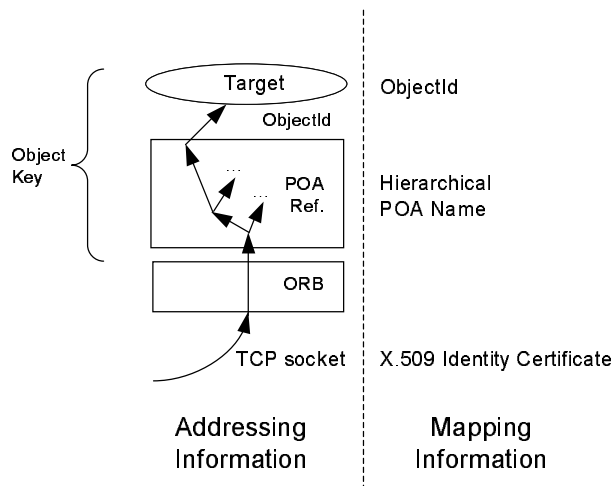 Target
ObjectId
ObjectId
Object
Key
...
...
POA
Ref.
Hierarchical
POA Name
ORB
TCP socket
X.509 Identity Certificate
Addressing
Information
Mapping
Information